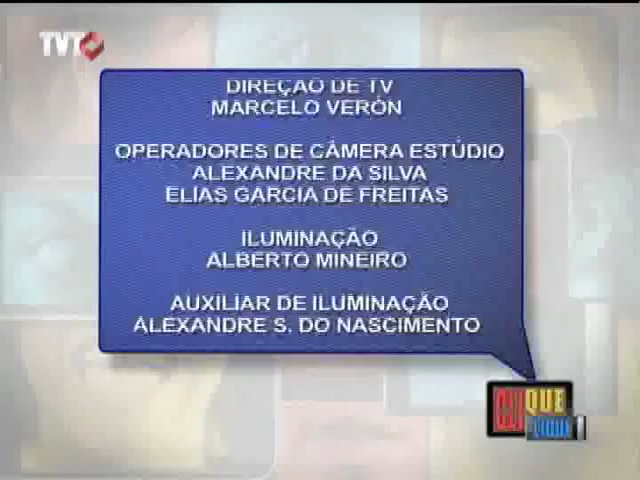 TVT
DIREÇÃO DE TV
MARCELO VERÓN
OPERADORES DE CÂMERA ESTÚDIO
ALEXANDRE DA SILVA
ELIAS GARCIA DE FREITAS
ILUMINAÇÃO
ALBERTO MINEIRO
AUXILIAR DE ILUMINAÇÃO
ALEXANDRE S. DO NASCIMENTO
QUE